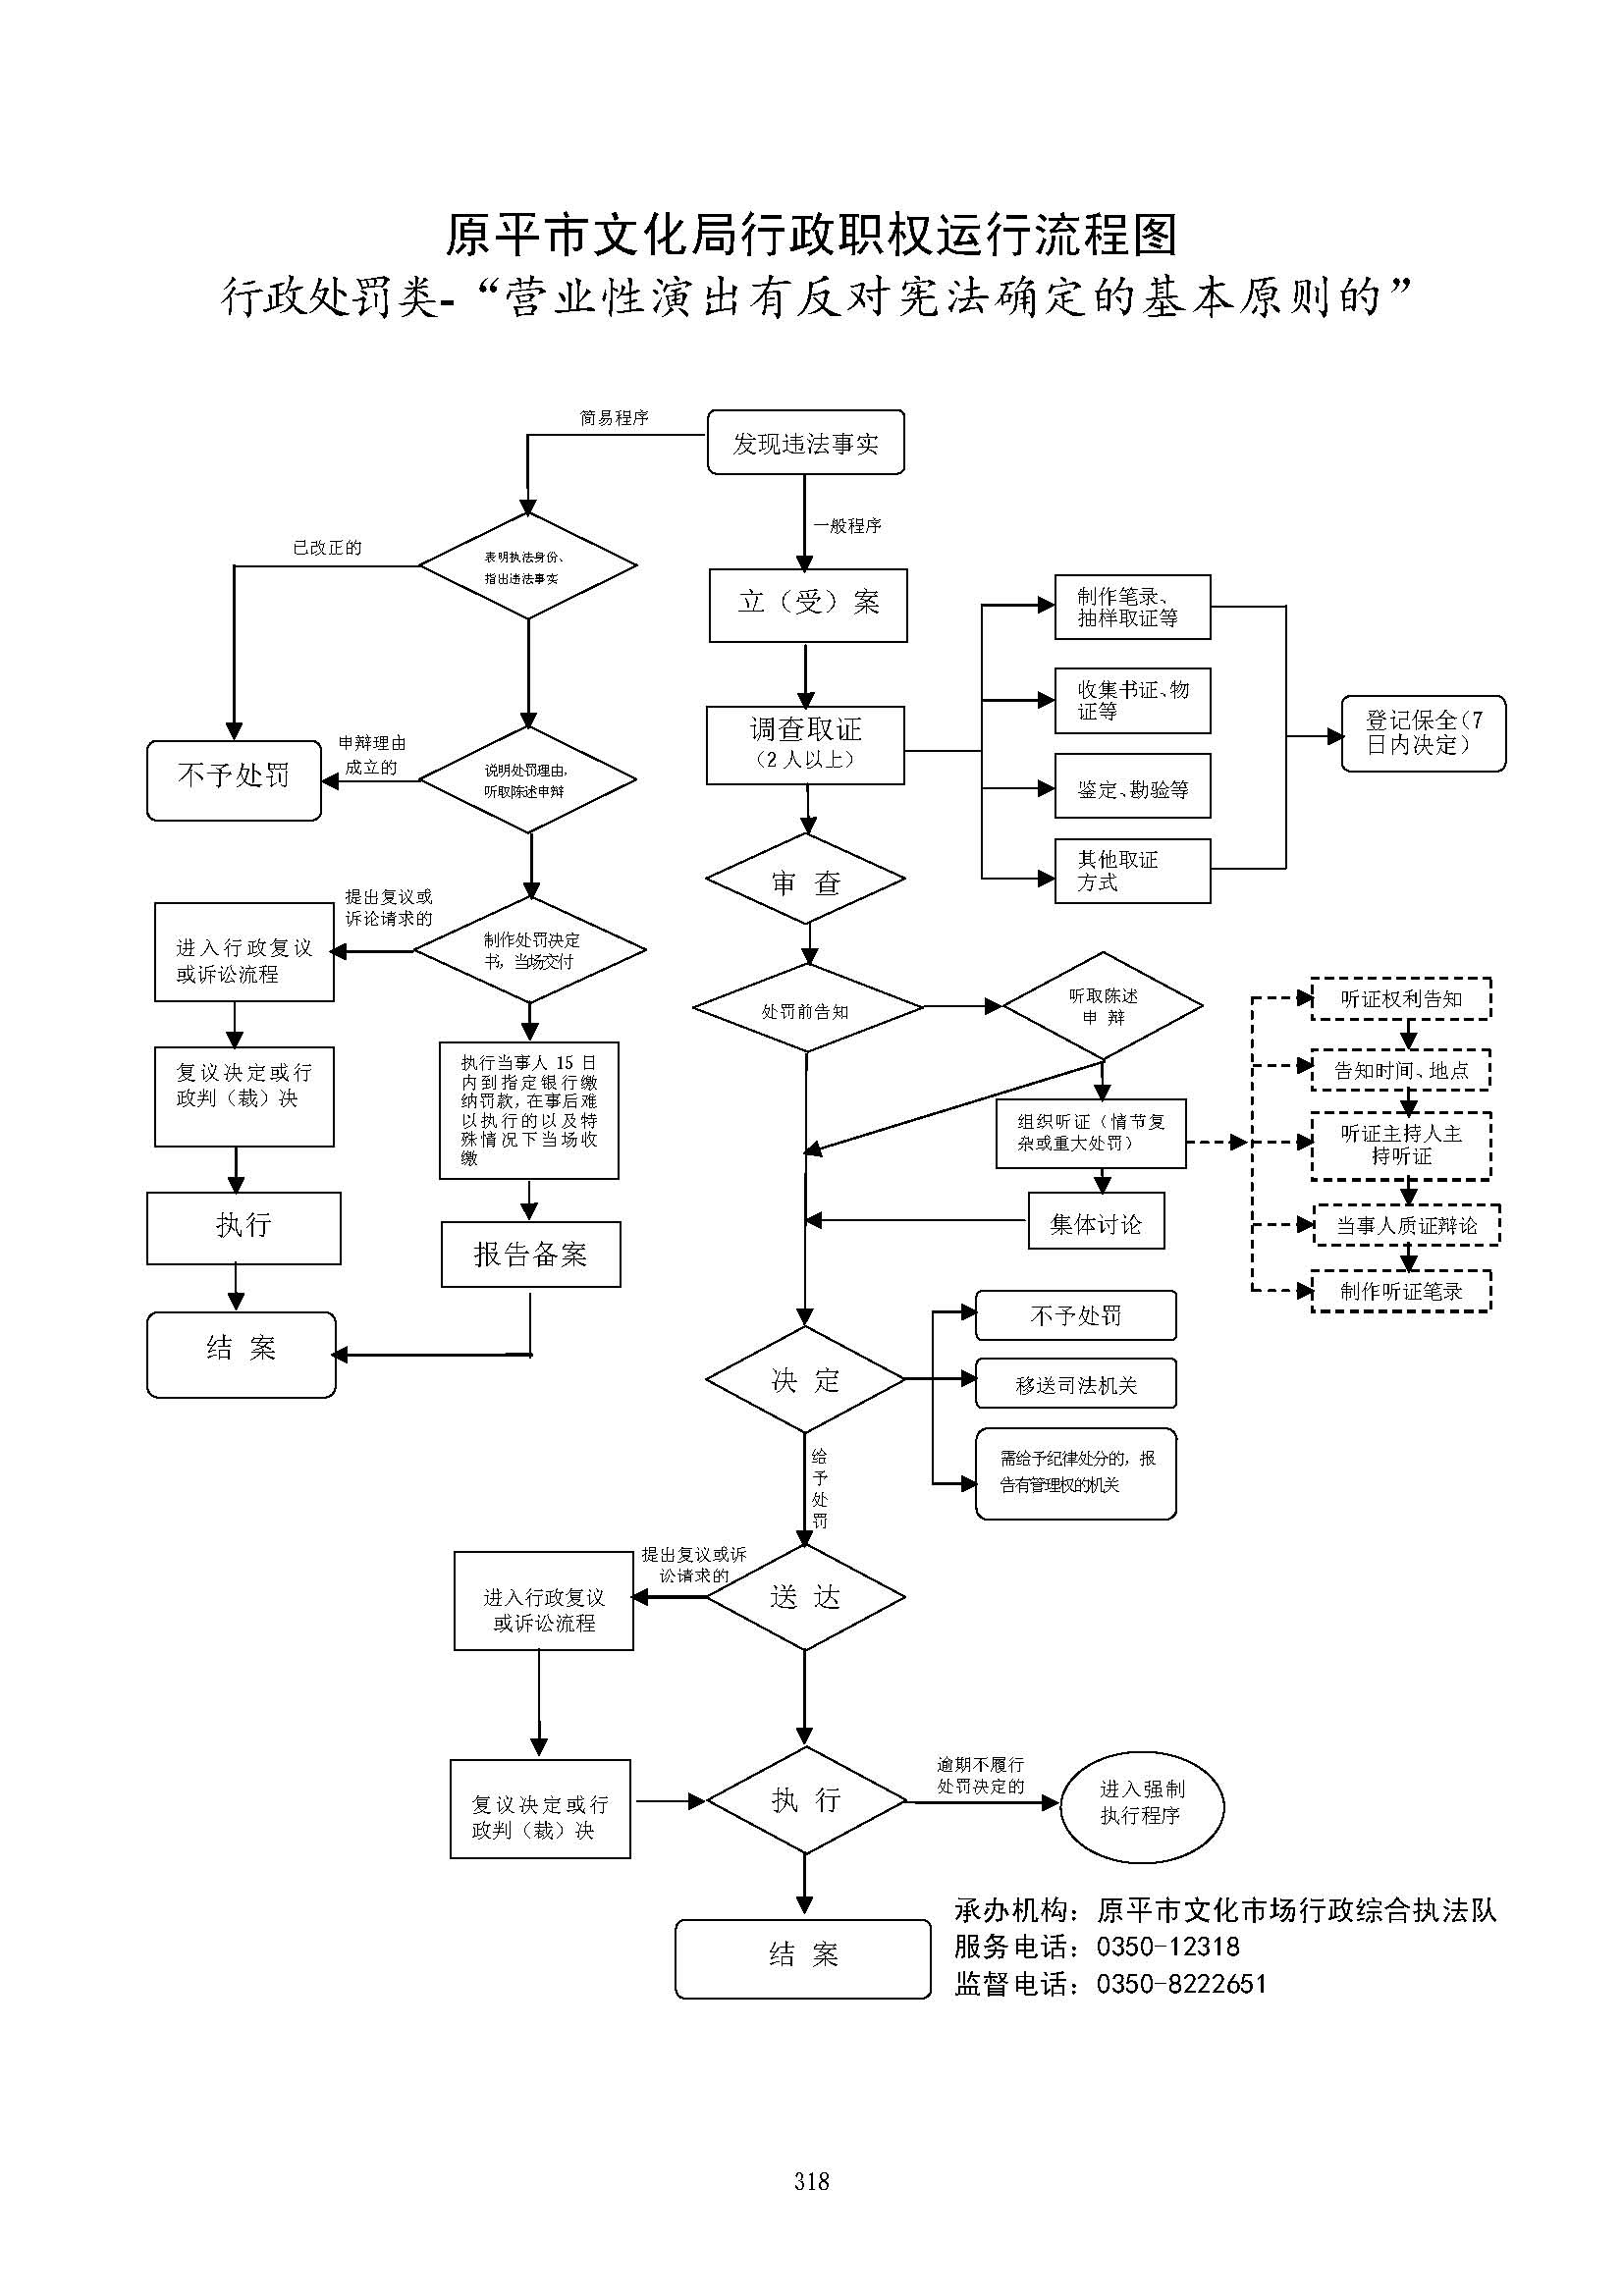 原平市文化局行政职权运行流程图
行政处罚类-“营业性演出有反对宪法确定的基本原则的”
简易程序
发现违法事实
一般程序
已改正的
表明执法身份、
指出违法事实
立（受）案
制作笔录、
抽样取证等
收集书证、物
证等
调查取证
（2 人以上）
登记保全（7
日内决定）
申辩理由
成立的
不予处罚
说明处罚理由，
听取陈述申辩
鉴定、勘验等
其他取证
方式
审 查
提出复议或
诉论请求的
进入行政复议
或诉讼流程
制作处罚决定
书，当场交付
处罚前告知
听取陈述
申 辩
听证权利告知
告知时间、地点
听证主持人主
持听证
当事人质证辩论
制作听证笔录
复议决定或行
政判（裁）决
执行当事人 15 日
内到指定银行缴
纳罚款，在事后难
以执行的以及特
殊情况下当场收
缴
组织听证（情节复
杂或重大处罚）
集体讨论
执行
报告备案
结 案
不予处罚
决 定
移送司法机关
需给予纪律处分的，报
告有管理权的机关
给
予
处
罚
提出复议或诉
讼请求的
进入行政复议
或诉讼流程
送 达
复议决定或行
政判（裁）决
执 行
逾期不履行
处罚决定的
进入强制
执行程序
结 案
承办机构：原平市文化市场行政综合执法队
服务电话：0350-12318
监督电话：0350-8222651
318